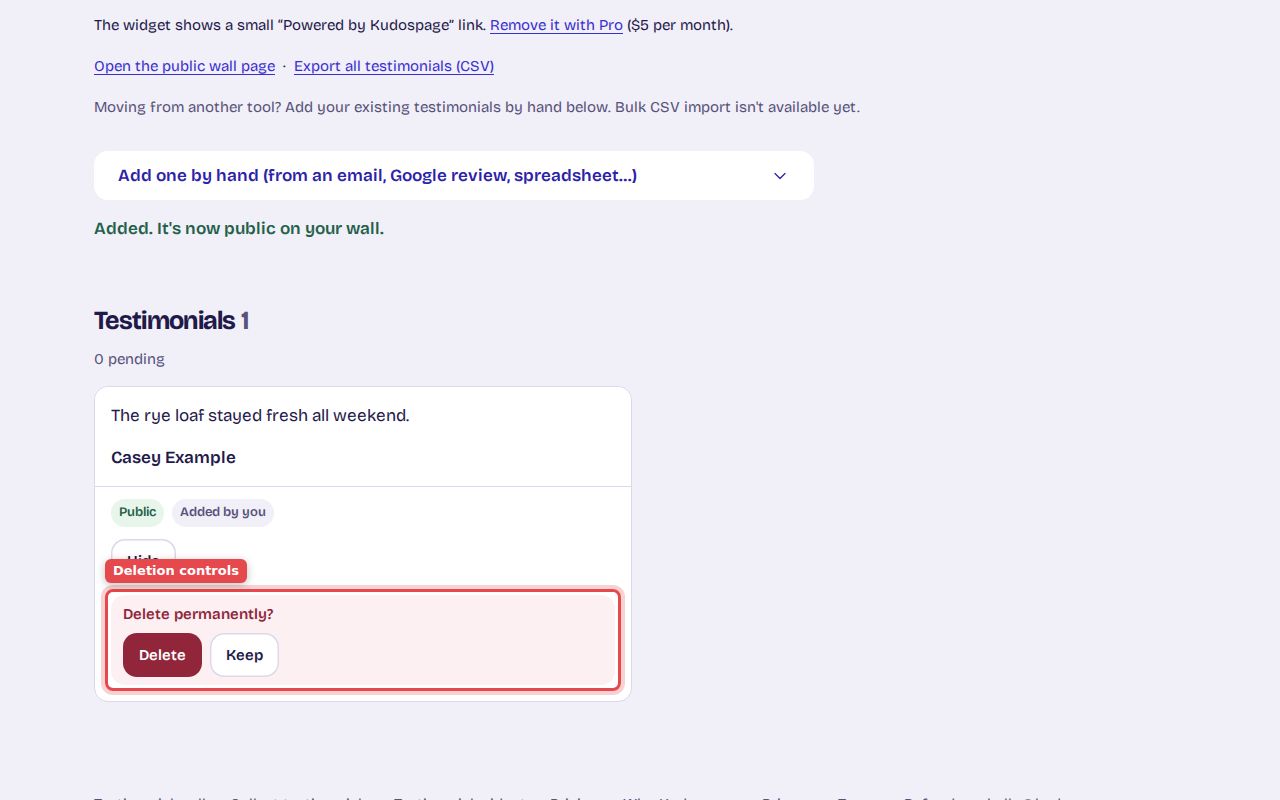 The widget shows a small “Powered by Kudospage” link. Remove it with Pro ($5 per month).
Open the public wall page · Export all testimonials (CSV)
Moving from another tool? Add your existing testimonials by hand below. Bulk CSV import isn't available yet.
Add one by hand (from an email, Google review, spreadsheet...)
Added. It's now public on your wall.
Testimonials 1
0 pending
The rye loaf stayed fresh all weekend.
Casey Example
Public Added by you
Hide
Deletion controls
Delete permanently?
Delete Keep